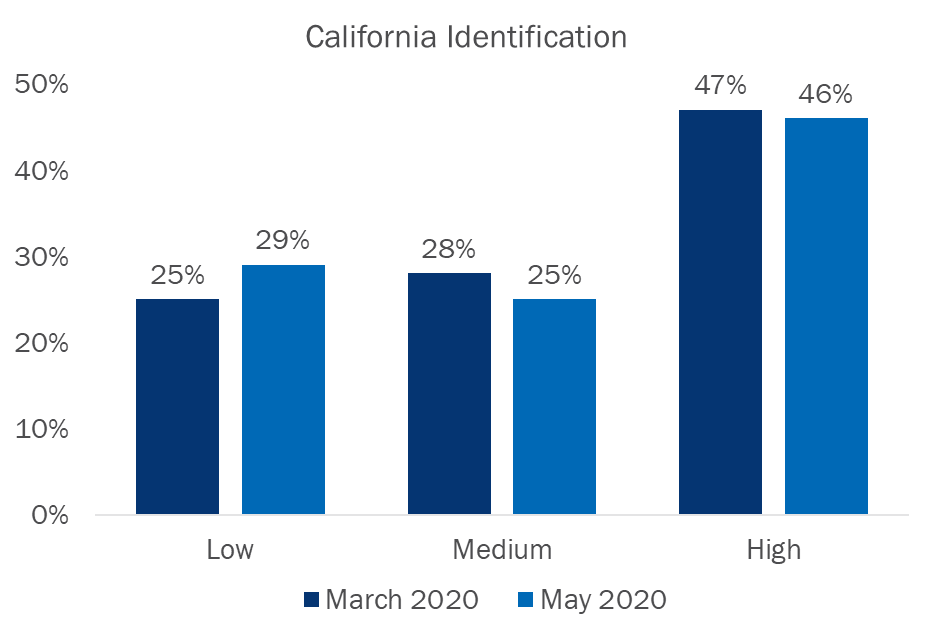 California Identification
50%
40%
30%
20%
10%
0%
25%
29%
28%
25%
47%
46%
Low
Medium
High
March 2020
May 2020